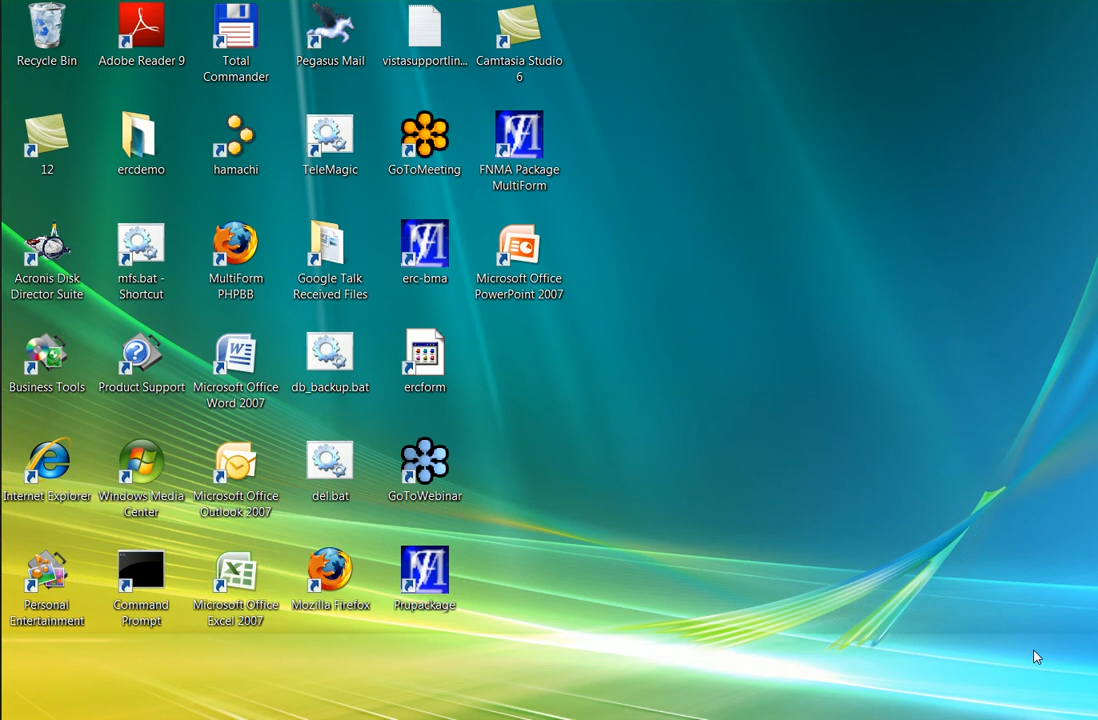 Recycle Bin
Adobe Reader 9
Total
Commander
Pegasus Mail
vistasupportlin...
Camtasia Studio
6
12
ercdemo
hamachi
TeleMagic
GoToMeeting
FNMA Package
MultiForm
Acronis Disk
Director Suite
mfs.bat -
Shortcut
MultiForm
PHPBB
Google Talk
Received Files
erc-bma
Microsoft Office
PowerPoint 2007
Business Tools
Product Support
Microsoft Office
Word 2007
db_backup.bat
ercform
Internet Explorer
Windows Media
Center
Microsoft Office
Outlook 2007
del.bat
GoToWebinar
Personal
Entertainment
Command
Prompt
Microsoft Office
Excel 2007
Mozilla Firefox
Prupackage